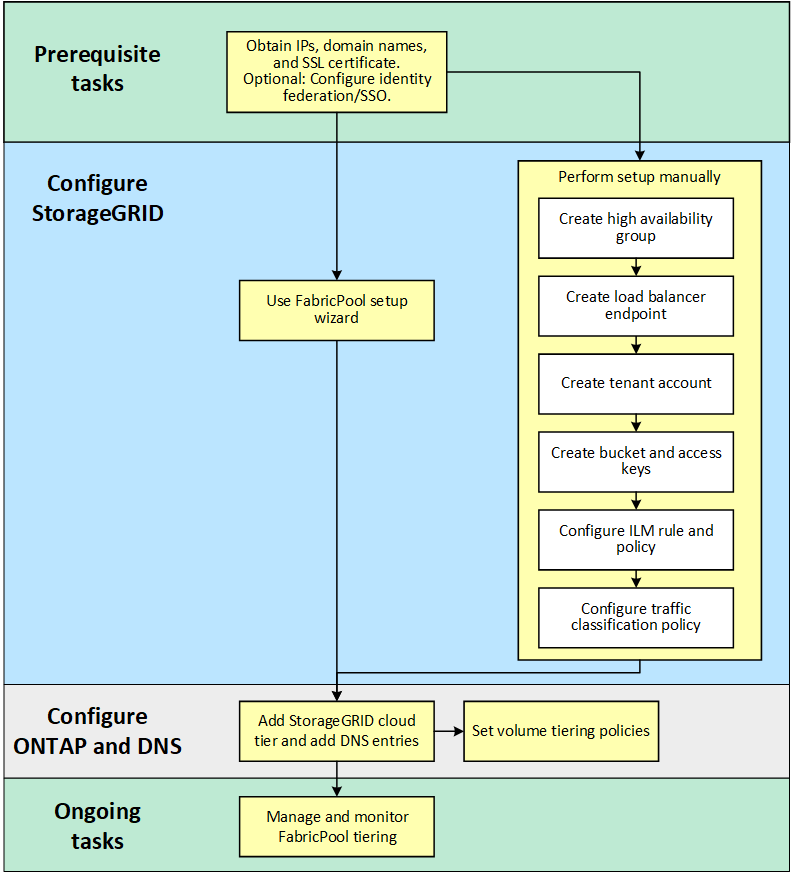 Prerequisite
tasks
Obtain IPs, domain names,
and SSL certificate.
Optional: Configure identity
federation/SSO.
Configure
StorageGRID
Use FabricPool setup
wizard
Perform setup manually
Create high availability
group
Create load balancer
endpoint
Create tenant account
Create bucket and access
keys
Configure ILM rule and
policy
Configure traffic
classification policy
Configure
ONTAP and DNS
Add StorageGRID cloud
tier and add DNS entries
Set volume tiering policies
Ongoing
tasks
Manage and monitor
FabricPool tiering